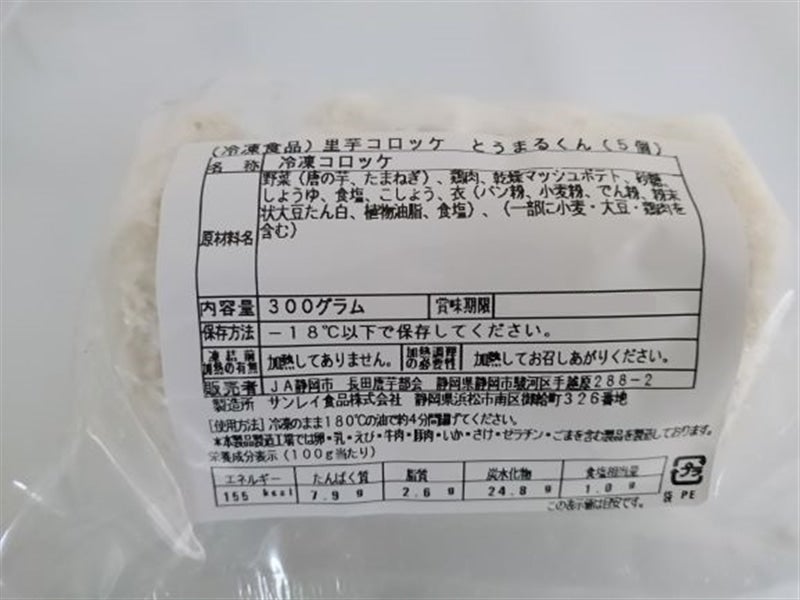 (冷凍食品)里芋コロッケ とうまるくん(5個)
名称 冷凍コロッケ
原材料名 野菜(唐の芋、たまねぎ)、鶏肉、乾燥マッシュポテト、砂糖、
しょうゆ、食塩、こしょう、衣(パン粉、小麦粉、でん粉、粉末
状大豆たん白、植物油脂、食塩)、(一部に小麦・大豆・鶏肉を
含む)
内容量 300グラム 賞味期限
保存方法 -18℃以下で保存してください。
凍結前加熱の有無 加熱してありません。 加熱調理の必要性 加熱してお召しあがりください。
販売者 JA静岡市 長田唐芋部会 静岡県静岡市駿河区手越原288-2
製造所 サンレイ食品株式会社 静岡県浜松市南区御給町326番地
[使用方法]冷凍のまま180℃の油で約4分間揚げてください。
*本製品製造工場では卵・乳・えび・牛肉・豚肉・いか・さけ・ゼラチン・ごまを含む製品を製造しております。
栄養成分表示(100g当たり)
エネルギー たんぱく質 脂質 炭水化物 食塩相当量
155 kcal 7.9 g 2.6 g 24.8 g 1.0 g
この表示値は目安です。
プラ
袋 PE